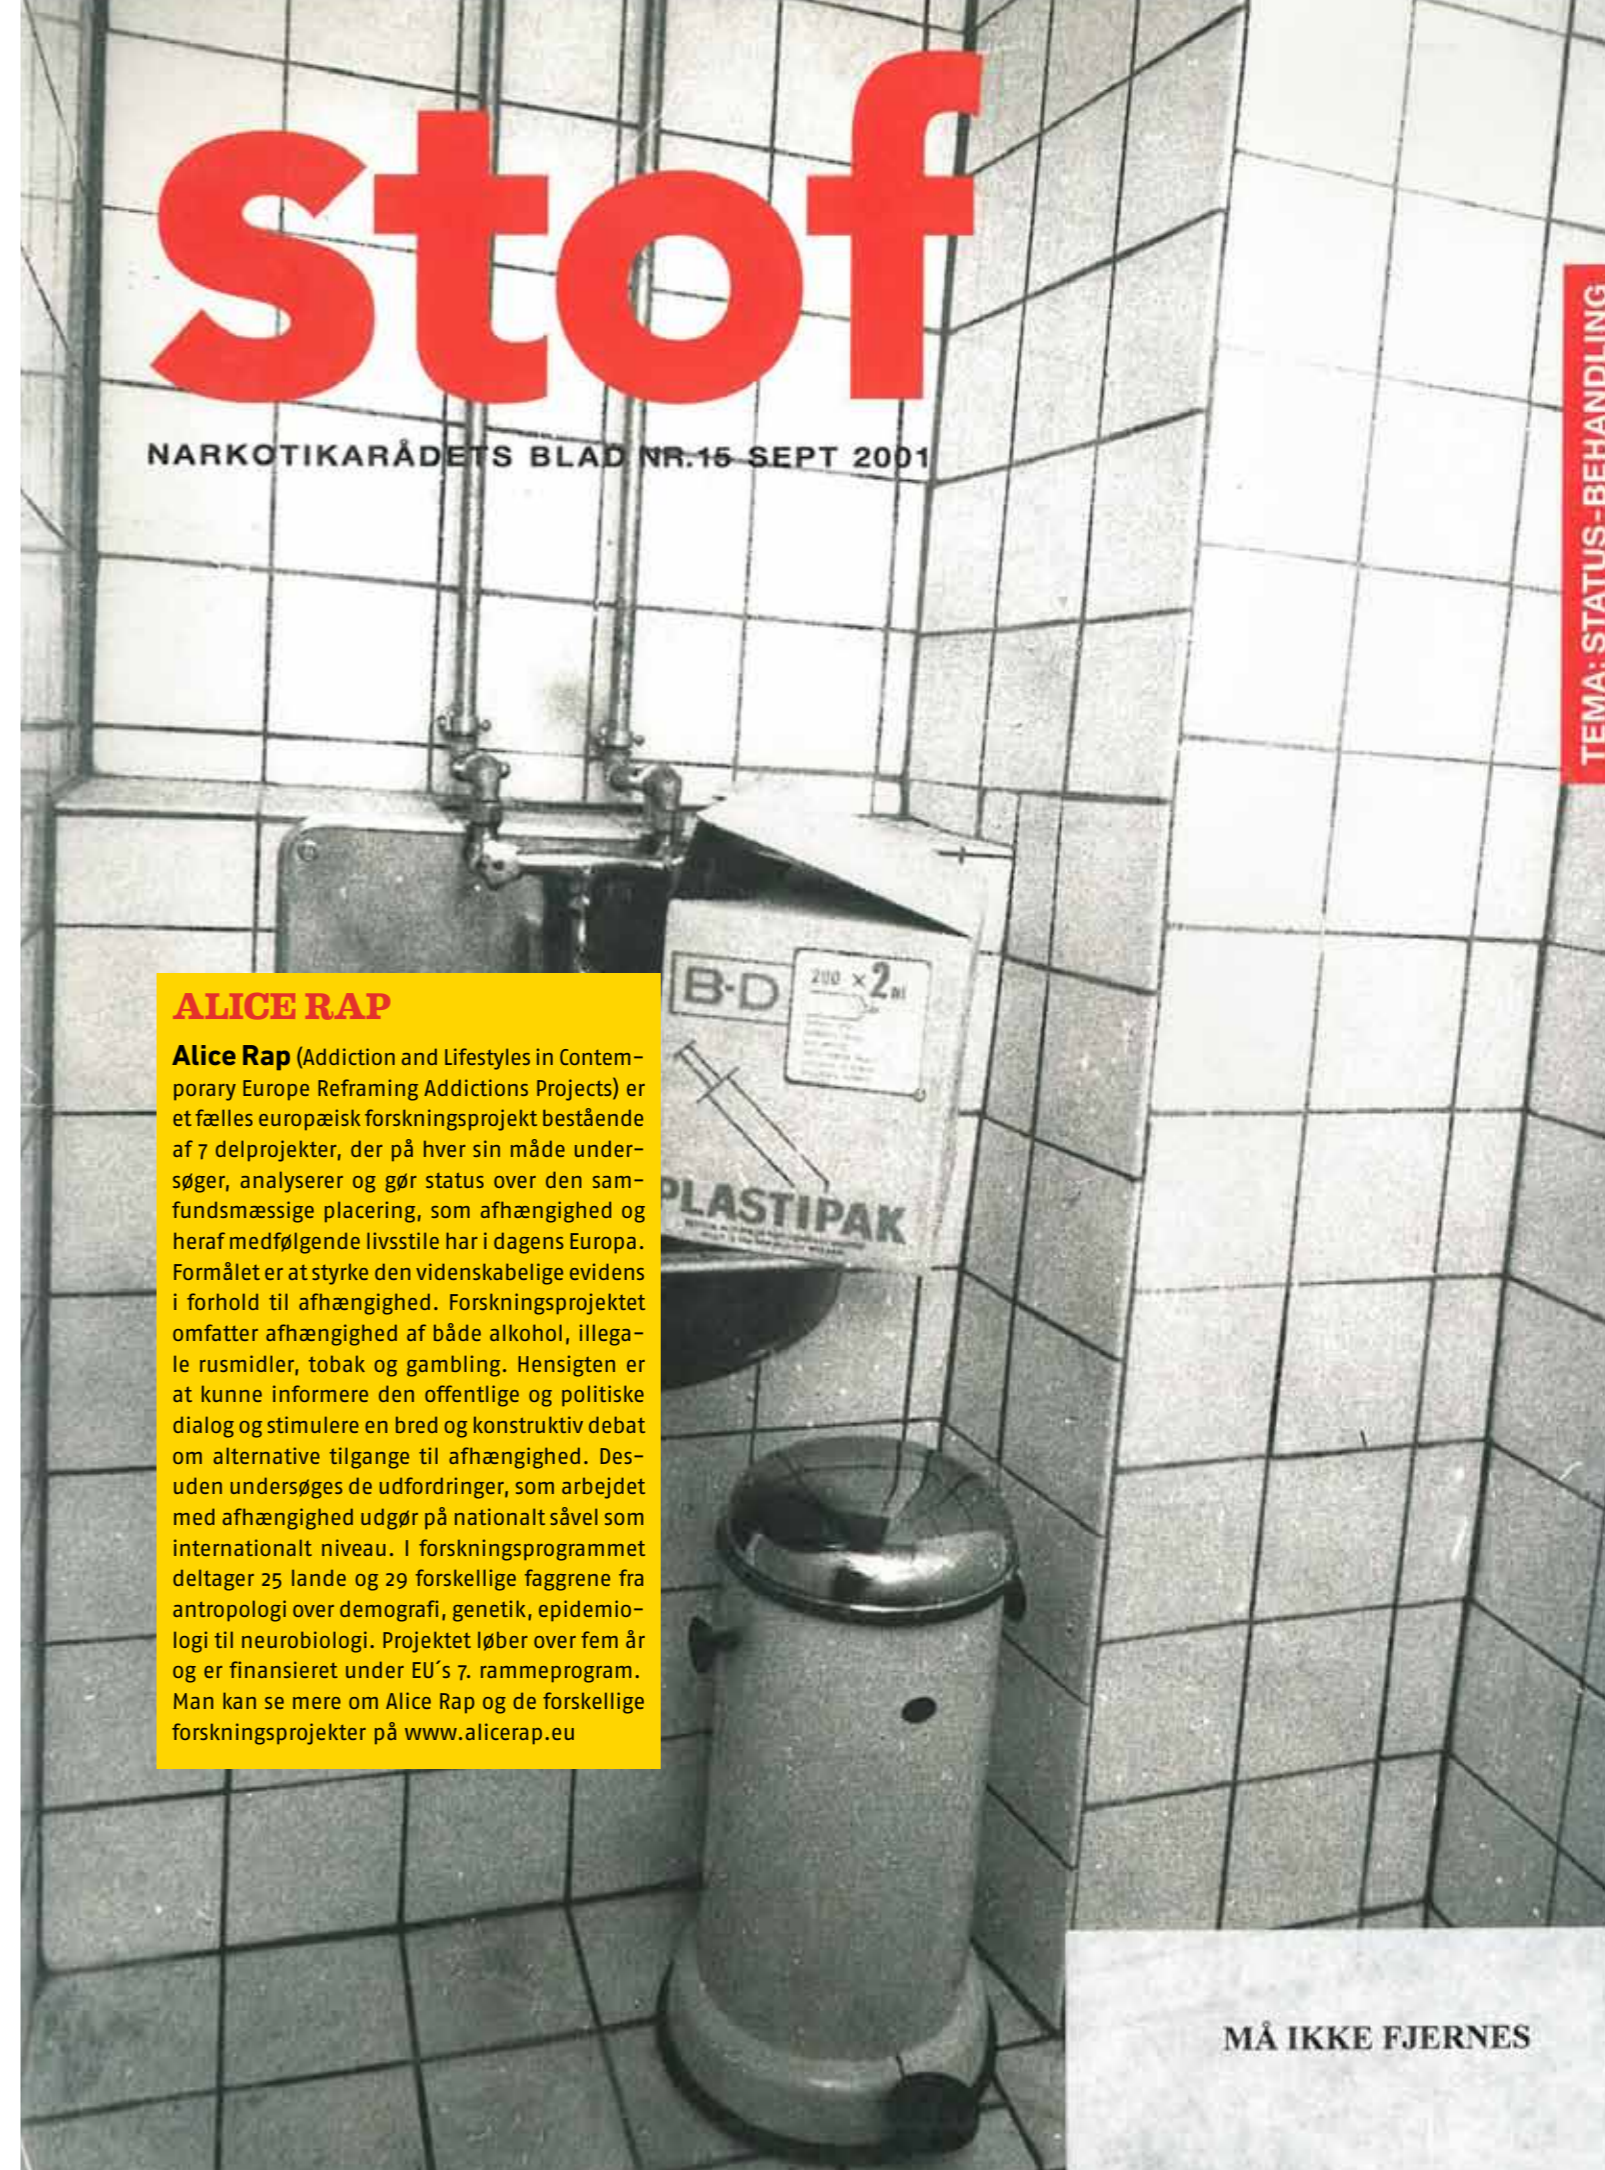 stof
NARKOTIKARÅDETS BLAD NR.15 SEPT 2001
TEMA: STATUS-BEHANDLING
B-D
200 × 2 ml
PLASTIPAK
ALICE RAP
Alice Rap (Addiction and Lifestyles in Contem-
porary Europe Reframing Addictions Projects) er
et fælles europæisk forskningsprojekt bestående
af 7 delprojekter, der på hver sin måde under-
søger, analyserer og gør status over den sam-
fundsmæssige placering, som afhængighed og
heraf medfølgende livsstile har i dagens Europa.
Formålet er at styrke den videnskabelige evidens
i forhold til afhængighed. Forskningsprojektet
omfatter afhængighed af både alkohol, illega-
le rusmidler, tobak og gambling. Hensigten er
at kunne informere den offentlige og politiske
dialog og stimulere en bred og konstruktiv debat
om alternative tilgange til afhængighed. Des-
uden undersøges de udfordringer, som arbejdet
med afhængighed udgør på nationalt såvel som
internationalt niveau. I forskningsprogrammet
deltager 25 lande og 29 forskellige faggrene fra
antropologi over demografi, genetik, epidemio-
logi til neurobiologi. Projektet løber over fem år
og er finansieret under EU´s 7. rammeprogram.
Man kan se mere om Alice Rap og de forskellige
forskningsprojekter på www.alicerap.eu
MÅ IKKE FJERNES